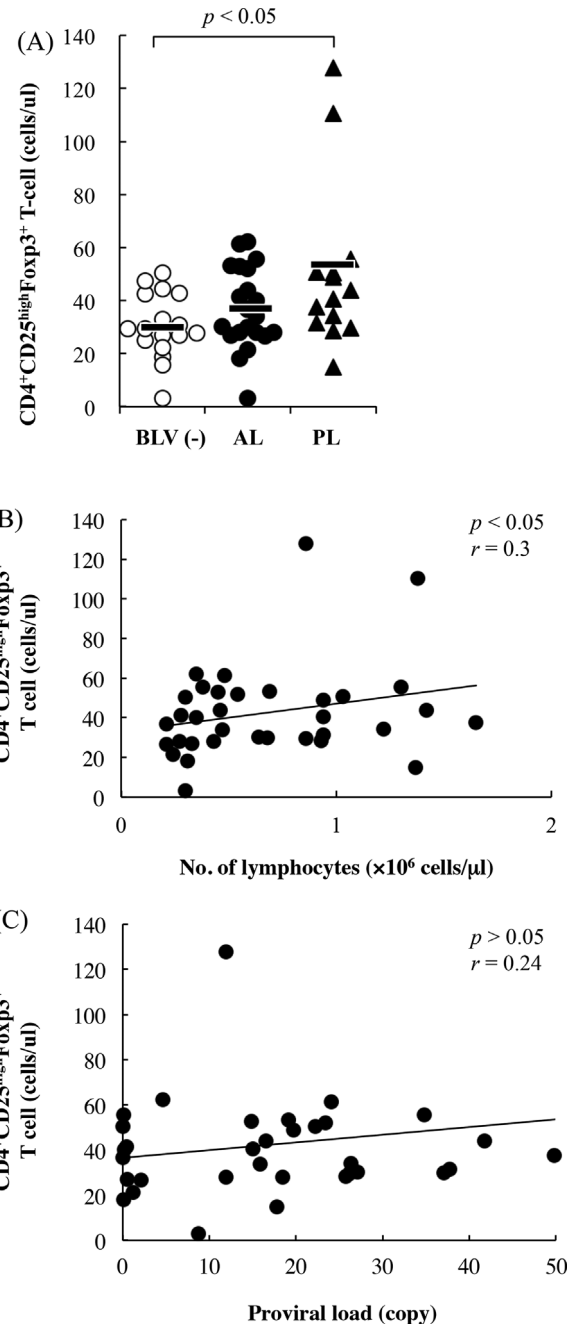 p < 0.05
(A)
140
120
100
80
60
40
20
0
CD4+CD25highFoxp3+ T-cell (cells/ul)
BLV (-) AL PL
B)
p < 0.05
r = 0.3
140
120
100
80
60
40
20
0
T cell (cells/ul)
0 1 2
No. of lymphocytes (×10⁶ cells/μl)
(C)
p > 0.05
r = 0.24
140
120
100
80
60
40
20
0
T cell (cells/ul)
0 10 20 30 40 50
Proviral load (copy)